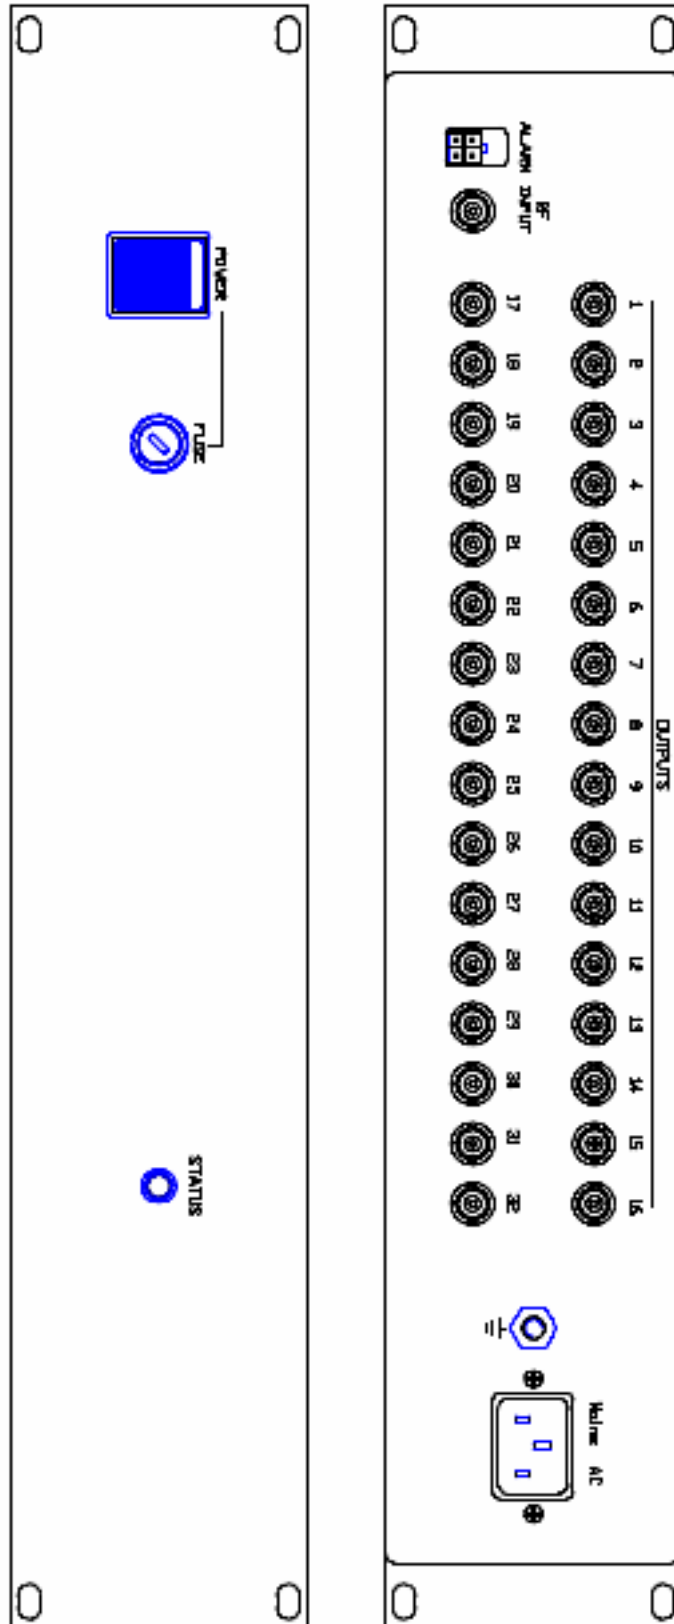 POWER
FUSE
STATUS
OUTPUTS
1 2 3 4 5 6 7 8 9 10 11 12 13 14 15 16
ALARM
RF
INPUT
17 18 19 20 21 22 23 24 25 26 27 28 29 30 31 32
Mains AC